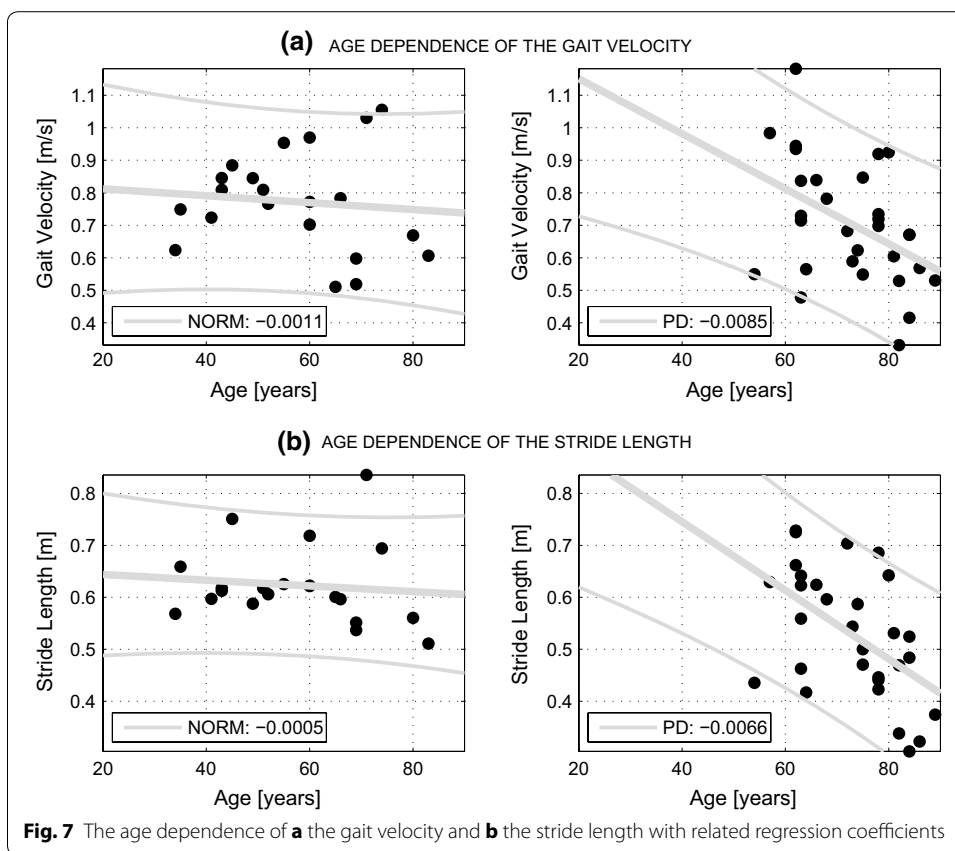 (a) AGE DEPENDENCE OF THE GAIT VELOCITY
1.1
1
0.9
0.8
0.7
0.6
0.5
0.4
Gait Velocity [m/s]
NORM: −0.0011
20 40 60 80
Age [years]
1.1
1
0.9
0.8
0.7
0.6
0.5
0.4
Gait Velocity [m/s]
PD: −0.0085
20 40 60 80
Age [years]
(b) AGE DEPENDENCE OF THE STRIDE LENGTH
0.8
0.7
0.6
0.5
0.4
Stride Length [m]
NORM: −0.0005
20 40 60 80
Age [years]
0.8
0.7
0.6
0.5
0.4
Stride Length [m]
PD: −0.0066
20 40 60 80
Age [years]
Fig. 7 The age dependence of a the gait velocity and b the stride length with related regression coefficients